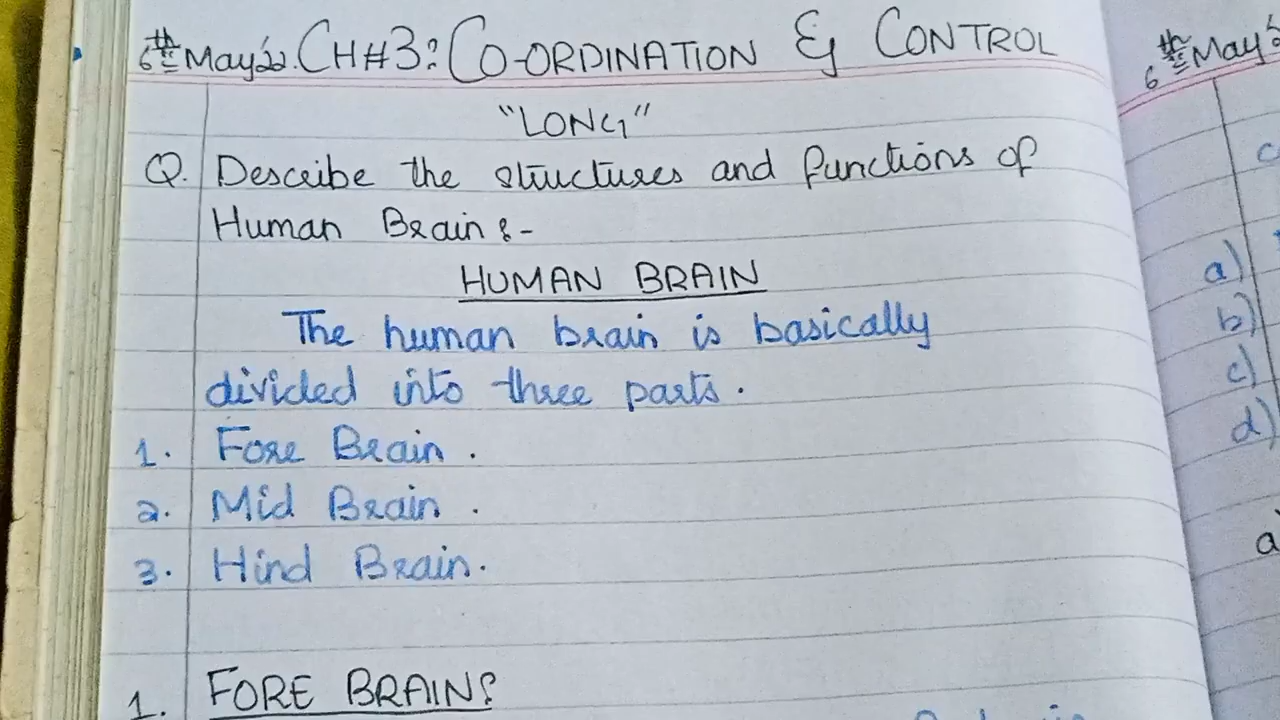 6th May'22. CH#3: CO-ORDINATION & CONTROL
"LONG"
Q. Describe the structures and functions of
Human Brain:-
HUMAN BRAIN
The human brain is basically
divided into three parts.
1. Fore Brain.
2. Mid Brain.
3. Hind Brain.
1. FORE BRAIN:
6th May'2
a)
b)
c)
d)
a